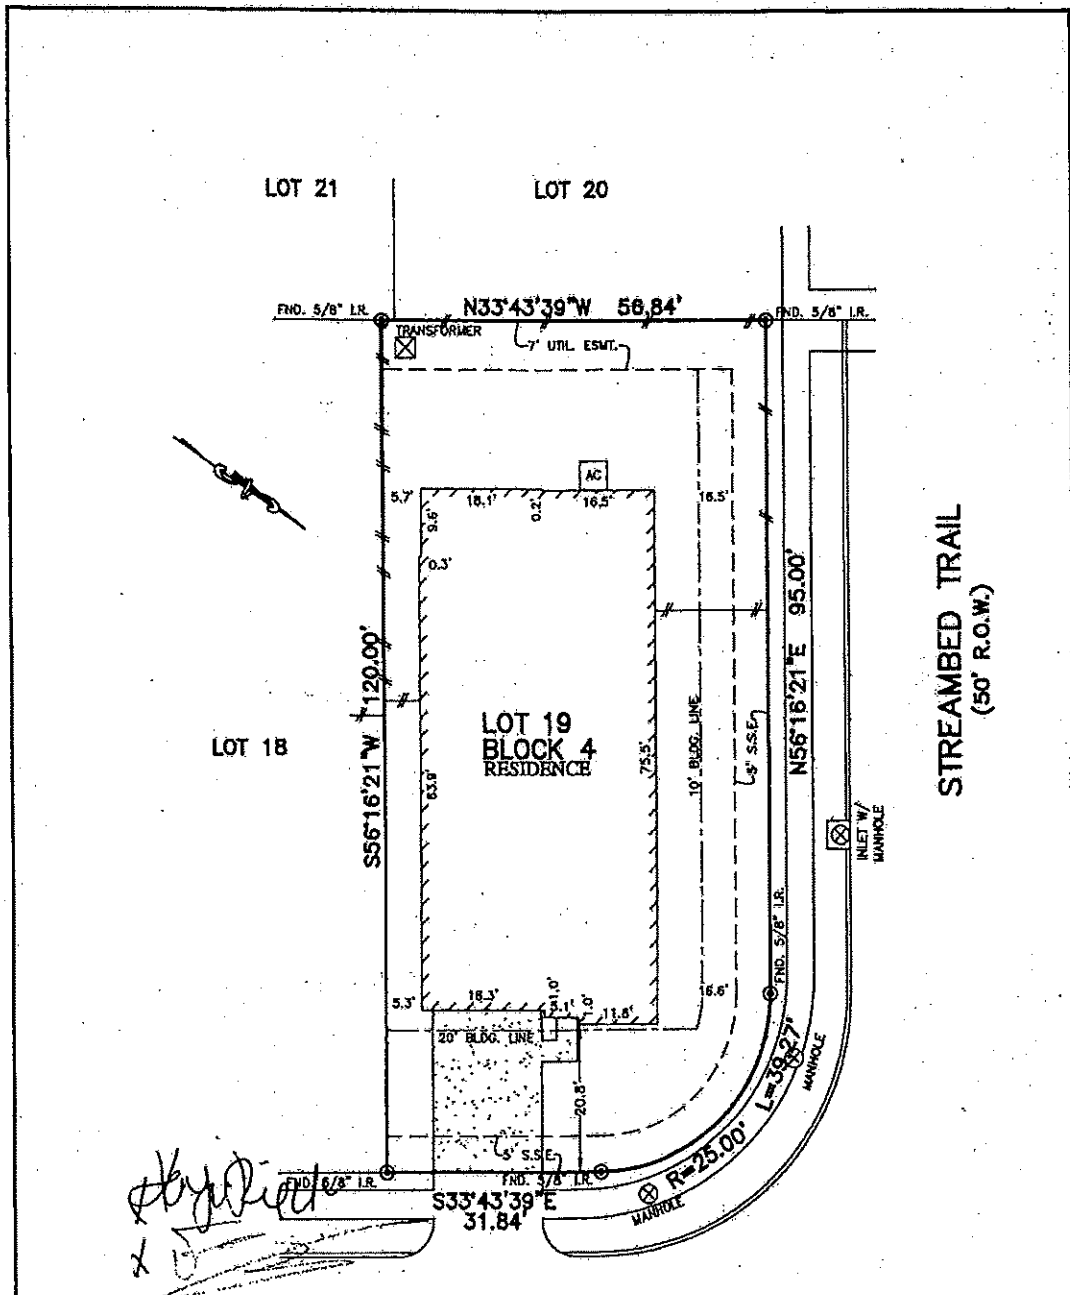 LOT 21
LOT 20
FND. 5/8" I.R.
N33°43'39"W 56.84'
FND. 5/8" I.R.
TRANSFORMER
7' UTIL. ESMT.
AC
5.7'
16.1'
0.2'
16.5'
16.5'
9.6'
0.3'
S56°16'21"W 120.00'
N56°16'21"E 95.00'
STREAMBED TRAIL
(50' R.O.W.)
LOT 18
LOT 19
BLOCK 4
RESIDENCE
63.9'
75.5'
10' BLDG. LINE
5' S.S.E.
INLET W/
MANHOLE
FND. 5/8" I.R.
5.3'
18.3'
1.0'
5.1'
1.0'
11.8'
16.6'
20' BLDG. LINE
20.8'
L=39.27'
MANHOLE
R=25.00'
MANHOLE
5' S.S.E.
FND. 5/8" I.R.
FND. 5/8" I.R.
S33°43'39"E
31.84'
X
X